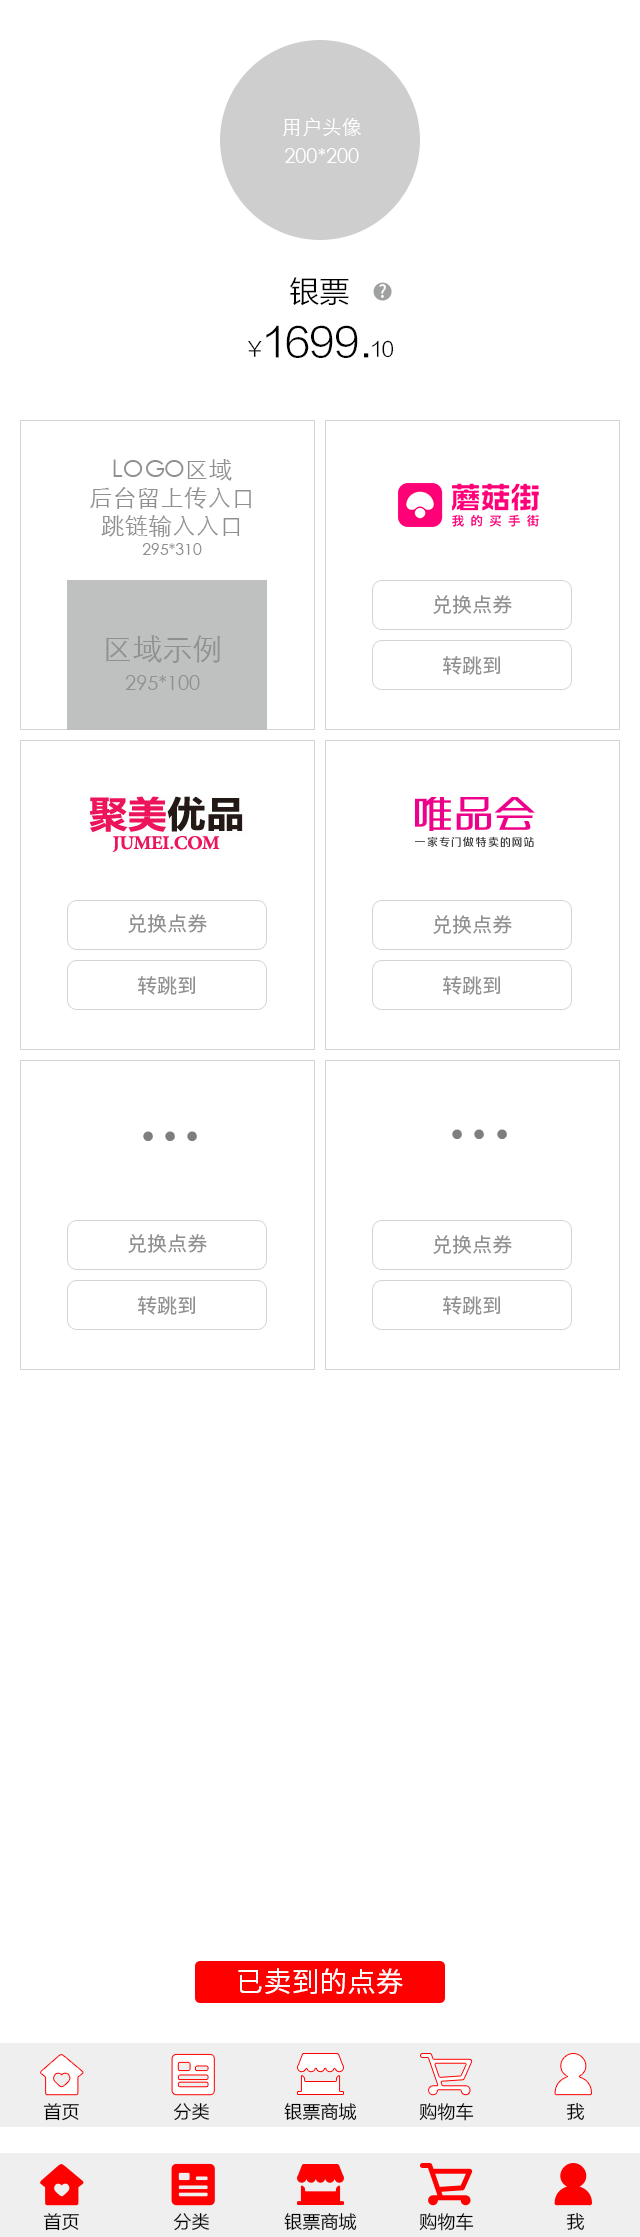 用户头像
200*200
银票 ?
¥1699.10
LOGO区域
后台留上传入口
跳链输入入口
295*310
区域示例
295*100
蘑菇街
我的买手街
兑换点券
转跳到
聚美优品
JUMEI.COM
兑换点券
转跳到
唯品会
一家专门做特卖的网站
兑换点券
转跳到
•••
兑换点券
转跳到
•••
兑换点券
转跳到
已卖到的点券
首页 分类 银票商城 购物车 我
首页 分类 银票商城 购物车 我